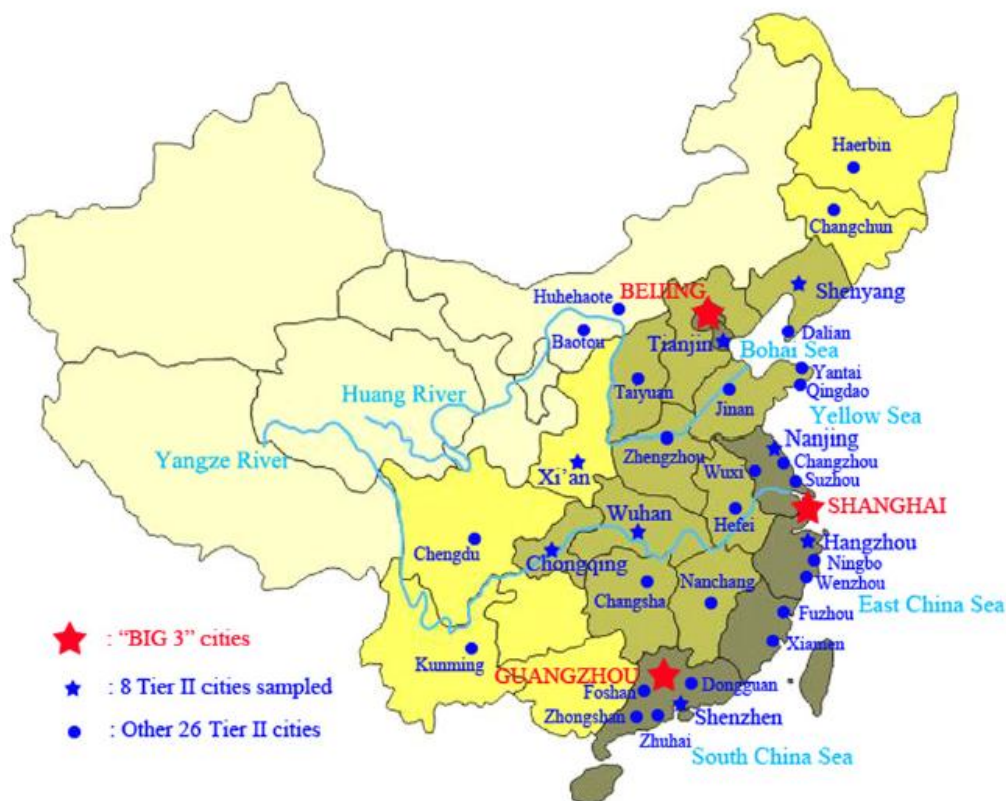 Haerbin
Changchun
Huhehaote
BEIJING
Shenyang
Baotou
Tianjin
Dalian
Bohai Sea
Yantai
Taiyuan
Jinan
Qingdao
Huang River
Yellow Sea
Yangze River
Zhengzhou
Nanjing
Changzhou
Wuxi
Suzhou
Xi’an
SHANGHAI
Wuhan
Hefei
Hangzhou
Chengdu
Chongqing
Ningbo
Nanchang
Wenzhou
Changsha
East China Sea
Fuzhou
: “BIG 3” cities
Xiamen
Kunming
GUANGZHOU
Dongguan
: 8 Tier II cities sampled
Foshan
Zhongshan
Shenzhen
: Other 26 Tier II cities
Zhuhai
South China Sea